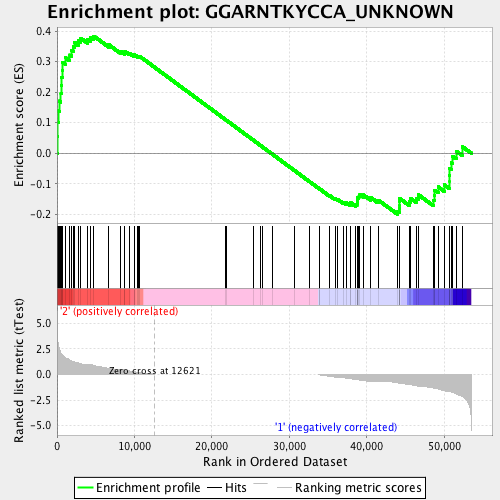 Enrichment plot: GGARNTKYCCA_UNKNOWN
Enrichment score (ES)
0.4
0.3
0.2
0.1
0.0
-0.1
-0.2
'2' (positively correlated)
Ranked list metric (tTest)
5.0
2.5
0.0
-2.5
-5.0
Zero cross at 12621
'1' (negatively correlated)
0
10,000
20,000
30,000
40,000
50,000
Rank in Ordered Dataset
Enrichment profile
Hits
Ranking metric scores